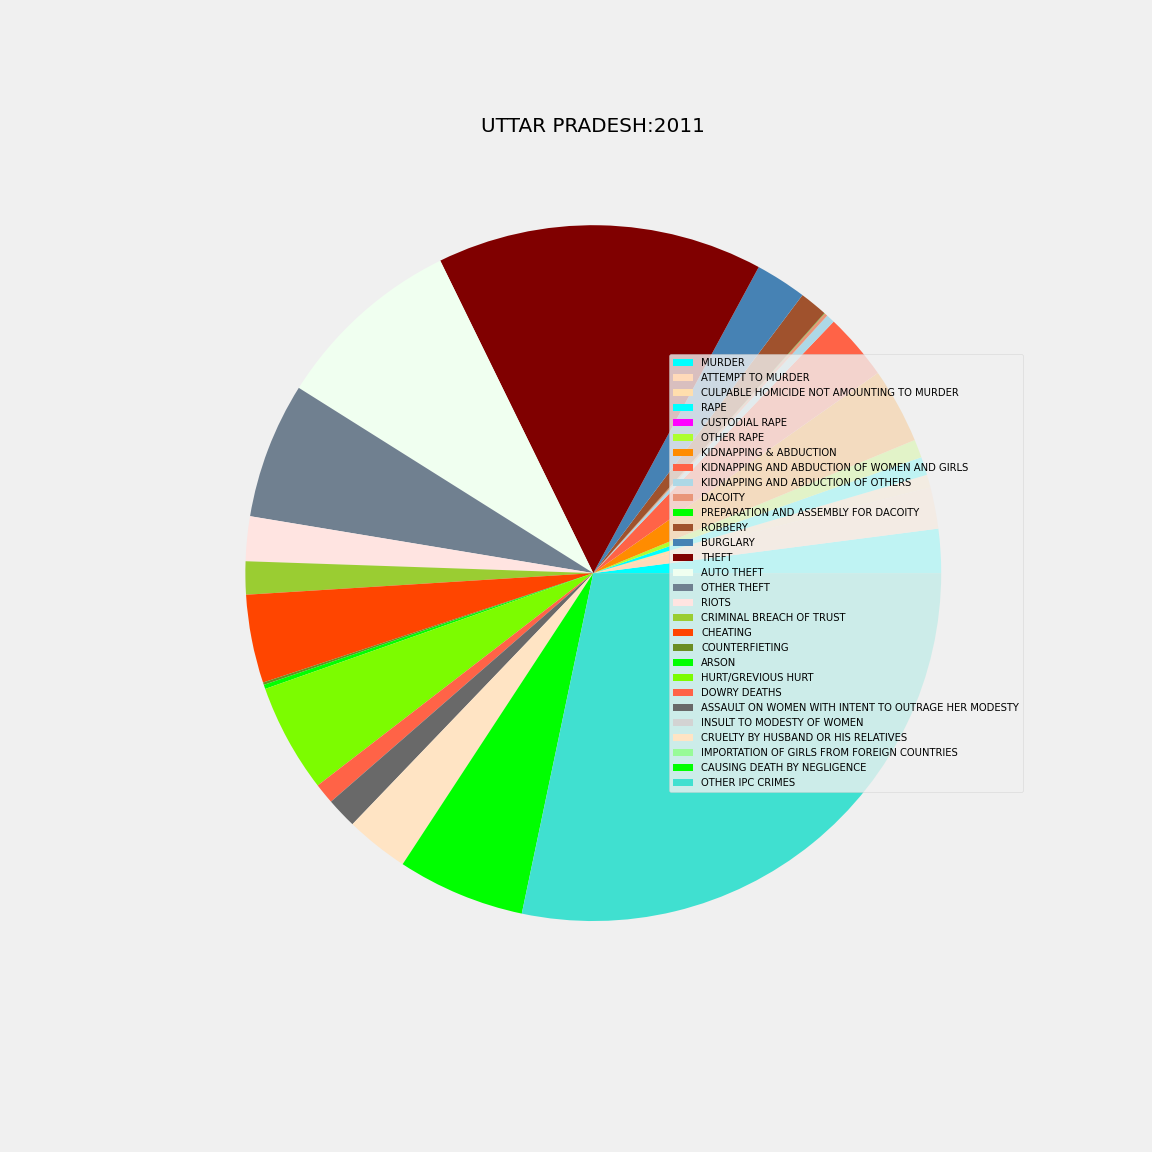 UTTAR PRADESH:2011
MURDER
ATTEMPT TO MURDER
CULPABLE HOMICIDE NOT AMOUNTING TO MURDER
RAPE
CUSTODIAL RAPE
OTHER RAPE
KIDNAPPING & ABDUCTION
KIDNAPPING AND ABDUCTION OF WOMEN AND GIRLS
KIDNAPPING AND ABDUCTION OF OTHERS
DACOITY
PREPARATION AND ASSEMBLY FOR DACOITY
ROBBERY
BURGLARY
THEFT
AUTO THEFT
OTHER THEFT
RIOTS
CRIMINAL BREACH OF TRUST
CHEATING
COUNTERFIETING
ARSON
HURT/GREVIOUS HURT
DOWRY DEATHS
ASSAULT ON WOMEN WITH INTENT TO OUTRAGE HER MODESTY
INSULT TO MODESTY OF WOMEN
CRUELTY BY HUSBAND OR HIS RELATIVES
IMPORTATION OF GIRLS FROM FOREIGN COUNTRIES
CAUSING DEATH BY NEGLIGENCE
OTHER IPC CRIMES